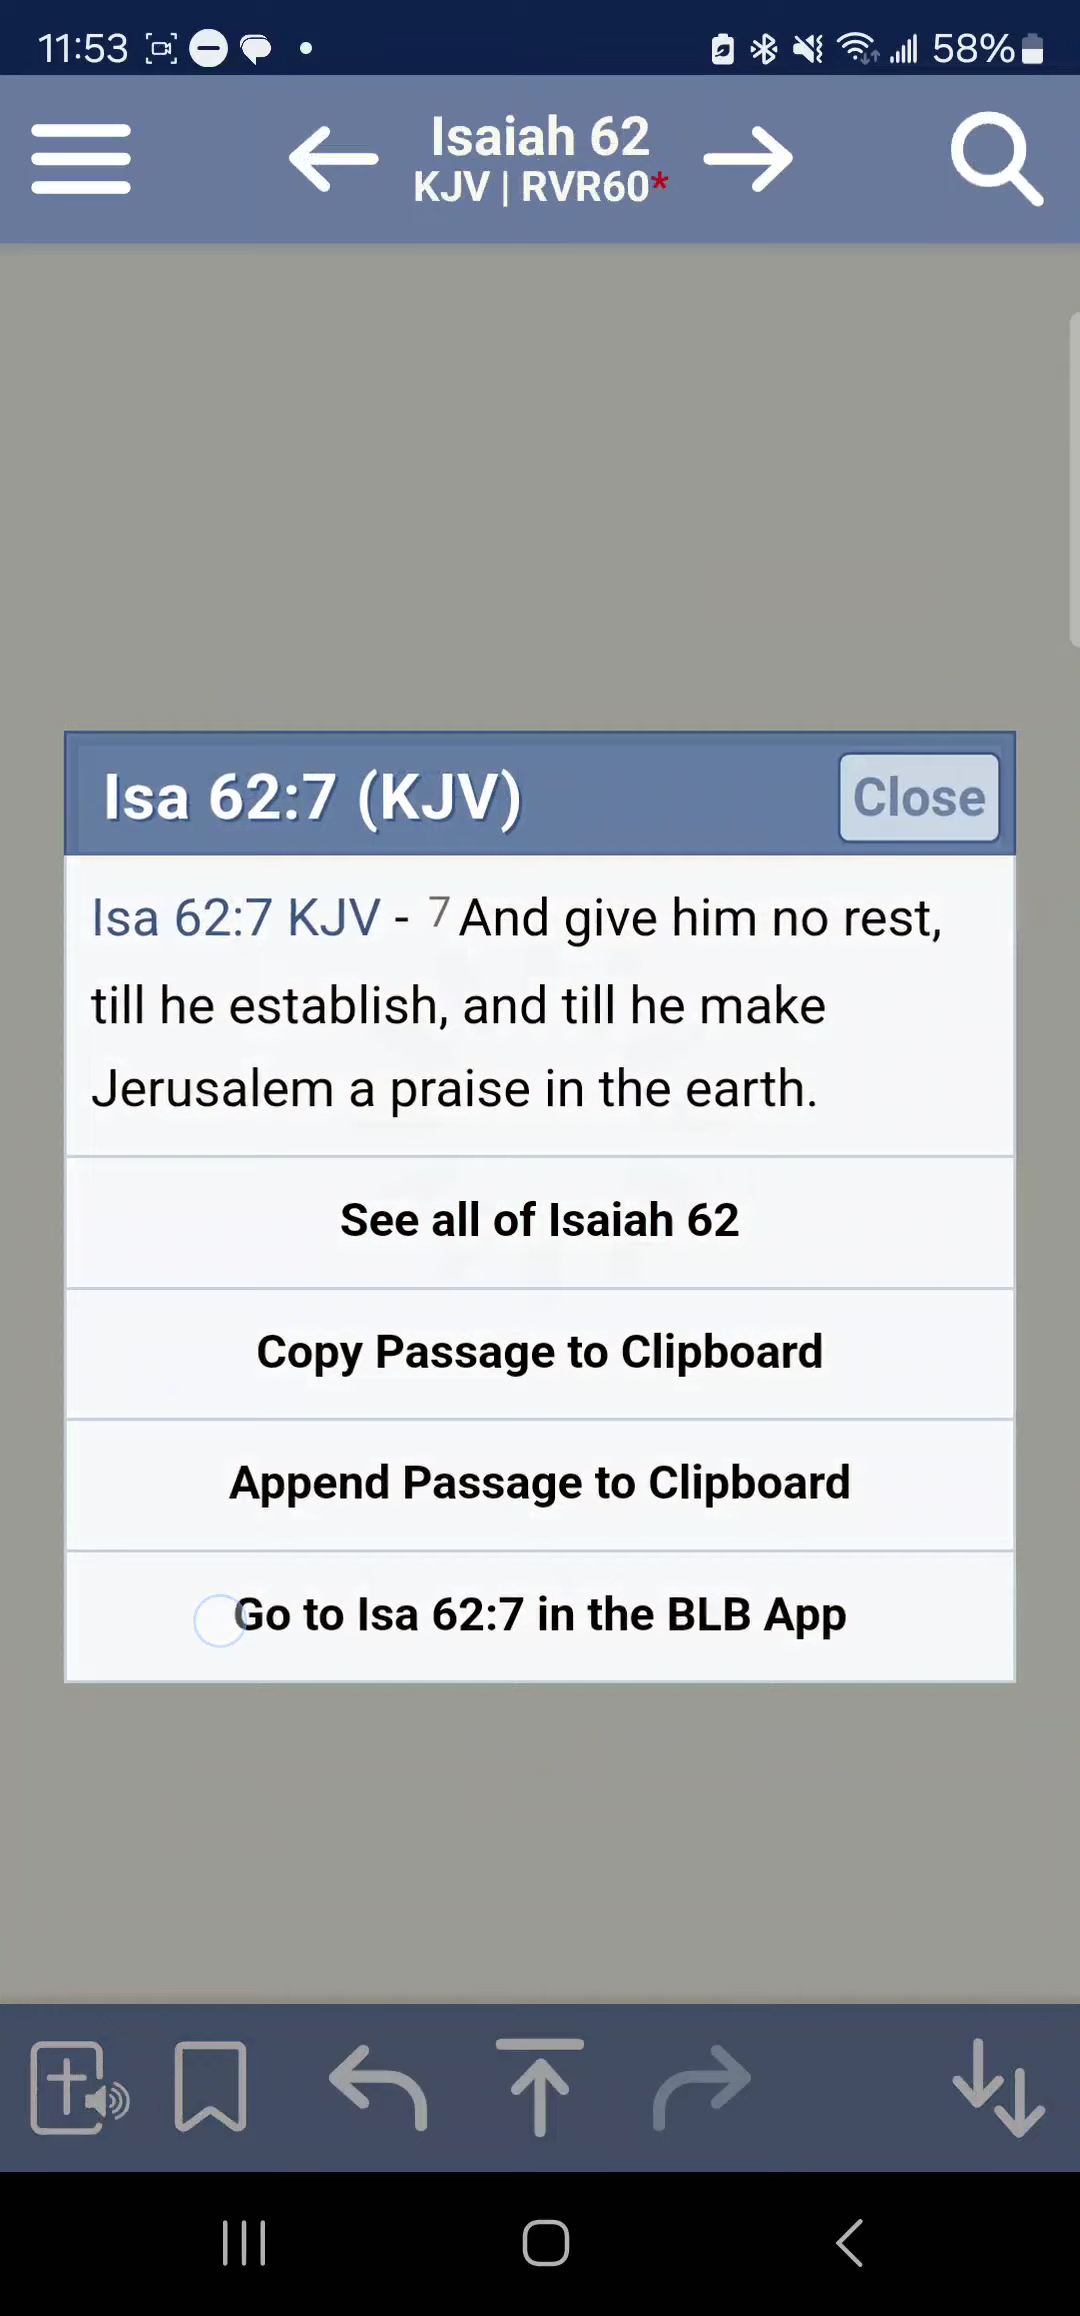 11:53
58%
Isaiah 62
KJV | RVR60*
Isa 62:7 (KJV)
Close
Isa 62:7 KJV - 7 And give him no rest,
till he establish, and till he make
Jerusalem a praise in the earth.
See all of Isaiah 62
Copy Passage to Clipboard
Append Passage to Clipboard
Go to Isa 62:7 in the BLB App